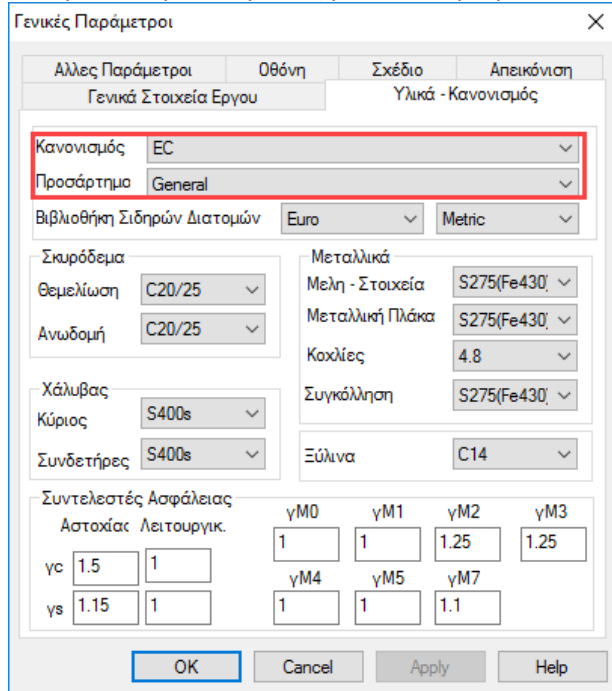 Γενικές Παράμετροι
Άλλες Παράμετροι Οθόνη Σχέδιο Απεικόνιση
Γενικά Στοιχεία Εργου Υλικά - Κανονισμός
Κανονισμός EC
Προσάρτημα General
Βιβλιοθήκη Σιδηρών Διατομών Euro Metric
Σκυρόδεμα
Θεμελίωση C20/25
Ανωδομή C20/25
Χάλυβας
Κύριος S400s
Συνδετήρες S400s
Μεταλλικά
Μελη - Στοιχεία S275(Fe430)
Μεταλλική Πλάκα S275(Fe430)
Κοχλίες 4.8
Συγκόλληση S275(Fe430)
Ξύλινα C14
Συντελεστές Ασφάλειας
Αστοχίας Λειτουργικ.
γc 1.5 1
γs 1.15 1
γM0 γM1 γM2 γM3
1 1 1.25 1.25
γM4 γM5 γM7
1 1 1.1
OK Cancel Apply Help